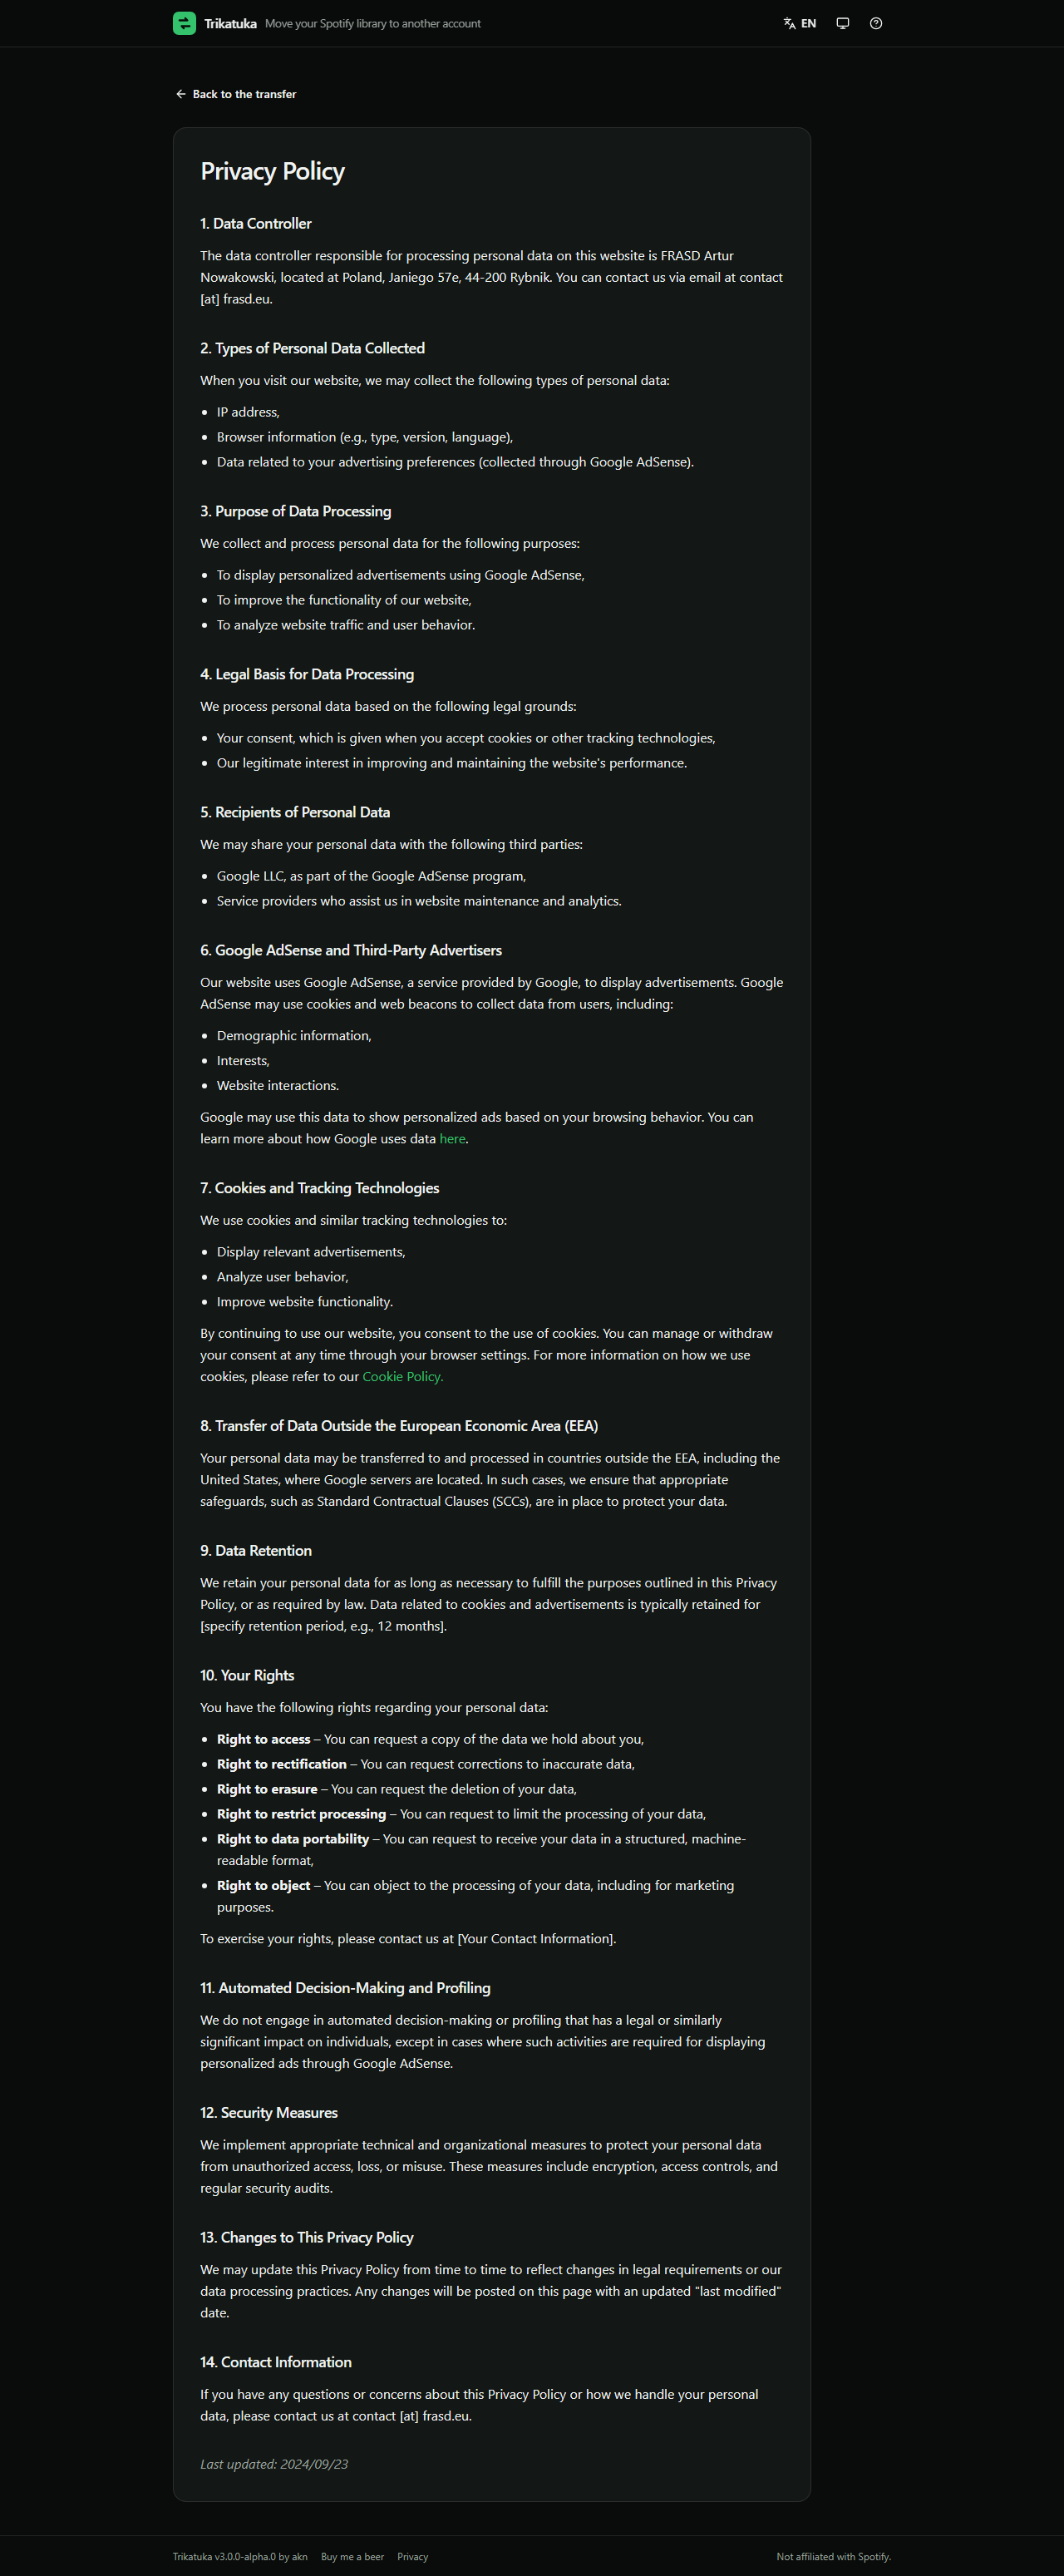 Trikatuka Move your Spotify library to another account
EN
Back to the transfer
Privacy Policy
1. Data Controller
The data controller responsible for processing personal data on this website is FRASD Artur
Nowakowski, located at Poland, Janiego 57e, 44-200 Rybnik. You can contact us via email at contact
[at] frasd.eu.
2. Types of Personal Data Collected
When you visit our website, we may collect the following types of personal data:
• IP address,
• Browser information (e.g., type, version, language),
• Data related to your advertising preferences (collected through Google AdSense).
3. Purpose of Data Processing
We collect and process personal data for the following purposes:
• To display personalized advertisements using Google AdSense,
• To improve the functionality of our website,
• To analyze website traffic and user behavior.
4. Legal Basis for Data Processing
We process personal data based on the following legal grounds:
• Your consent, which is given when you accept cookies or other tracking technologies,
• Our legitimate interest in improving and maintaining the website's performance.
5. Recipients of Personal Data
We may share your personal data with the following third parties:
• Google LLC, as part of the Google AdSense program,
• Service providers who assist us in website maintenance and analytics.
6. Google AdSense and Third-Party Advertisers
Our website uses Google AdSense, a service provided by Google, to display advertisements. Google
AdSense may use cookies and web beacons to collect data from users, including:
• Demographic information,
• Interests,
• Website interactions.
Google may use this data to show personalized ads based on your browsing behavior. You can
learn more about how Google uses data here.
7. Cookies and Tracking Technologies
We use cookies and similar tracking technologies to:
• Display relevant advertisements,
• Analyze user behavior,
• Improve website functionality.
By continuing to use our website, you consent to the use of cookies. You can manage or withdraw
your consent at any time through your browser settings. For more information on how we use
cookies, please refer to our Cookie Policy.
8. Transfer of Data Outside the European Economic Area (EEA)
Your personal data may be transferred to and processed in countries outside the EEA, including the
United States, where Google servers are located. In such cases, we ensure that appropriate
safeguards, such as Standard Contractual Clauses (SCCs), are in place to protect your data.
9. Data Retention
We retain your personal data for as long as necessary to fulfill the purposes outlined in this Privacy
Policy, or as required by law. Data related to cookies and advertisements is typically retained for
[specify retention period, e.g., 12 months].
10. Your Rights
You have the following rights regarding your personal data:
• Right to access – You can request a copy of the data we hold about you,
• Right to rectification – You can request corrections to inaccurate data,
• Right to erasure – You can request the deletion of your data,
• Right to restrict processing – You can request to limit the processing of your data,
• Right to data portability – You can request to receive your data in a structured, machine-
readable format,
• Right to object – You can object to the processing of your data, including for marketing
purposes.
To exercise your rights, please contact us at [Your Contact Information].
11. Automated Decision-Making and Profiling
We do not engage in automated decision-making or profiling that has a legal or similarly
significant impact on individuals, except in cases where such activities are required for displaying
personalized ads through Google AdSense.
12. Security Measures
We implement appropriate technical and organizational measures to protect your personal data
from unauthorized access, loss, or misuse. These measures include encryption, access controls, and
regular security audits.
13. Changes to This Privacy Policy
We may update this Privacy Policy from time to time to reflect changes in legal requirements or our
data processing practices. Any changes will be posted on this page with an updated "last modified"
date.
14. Contact Information
If you have any questions or concerns about this Privacy Policy or how we handle your personal
data, please contact us at contact [at] frasd.eu.
Last updated: 2024/09/23
Trikatuka v3.0.0-alpha.0 by akn Buy me a beer Privacy Not affiliated with Spotify.